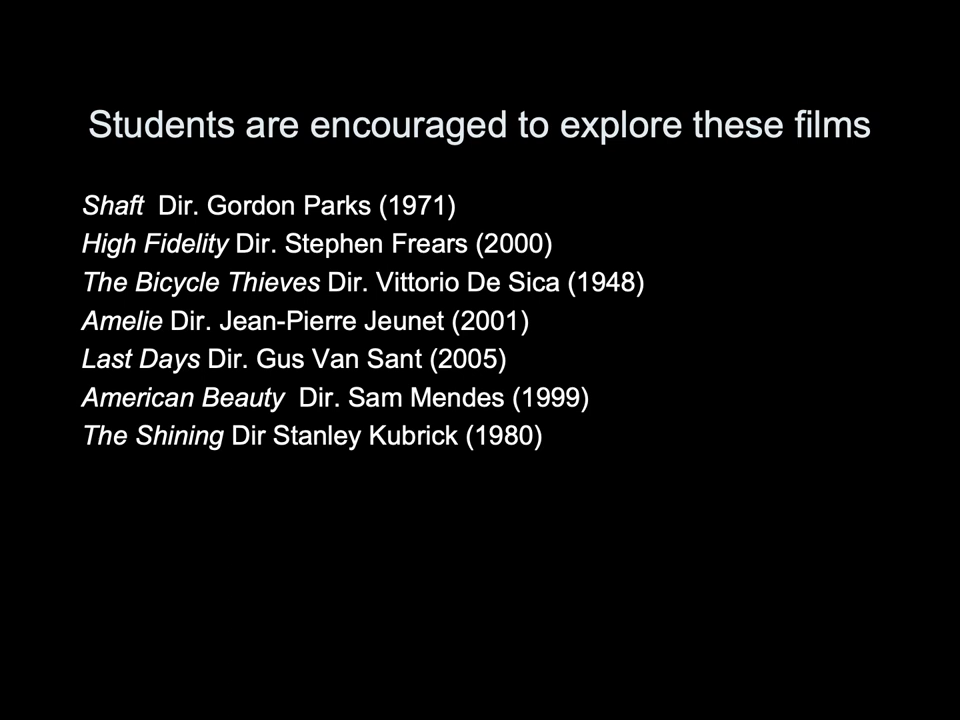 Students are encouraged to explore these films
Shaft  Dir. Gordon Parks (1971)
High Fidelity Dir. Stephen Frears (2000)
The Bicycle Thieves Dir. Vittorio De Sica (1948)
Amelie Dir. Jean-Pierre Jeunet (2001)
Last Days Dir. Gus Van Sant (2005)
American Beauty  Dir. Sam Mendes (1999)
The Shining Dir Stanley Kubrick (1980)